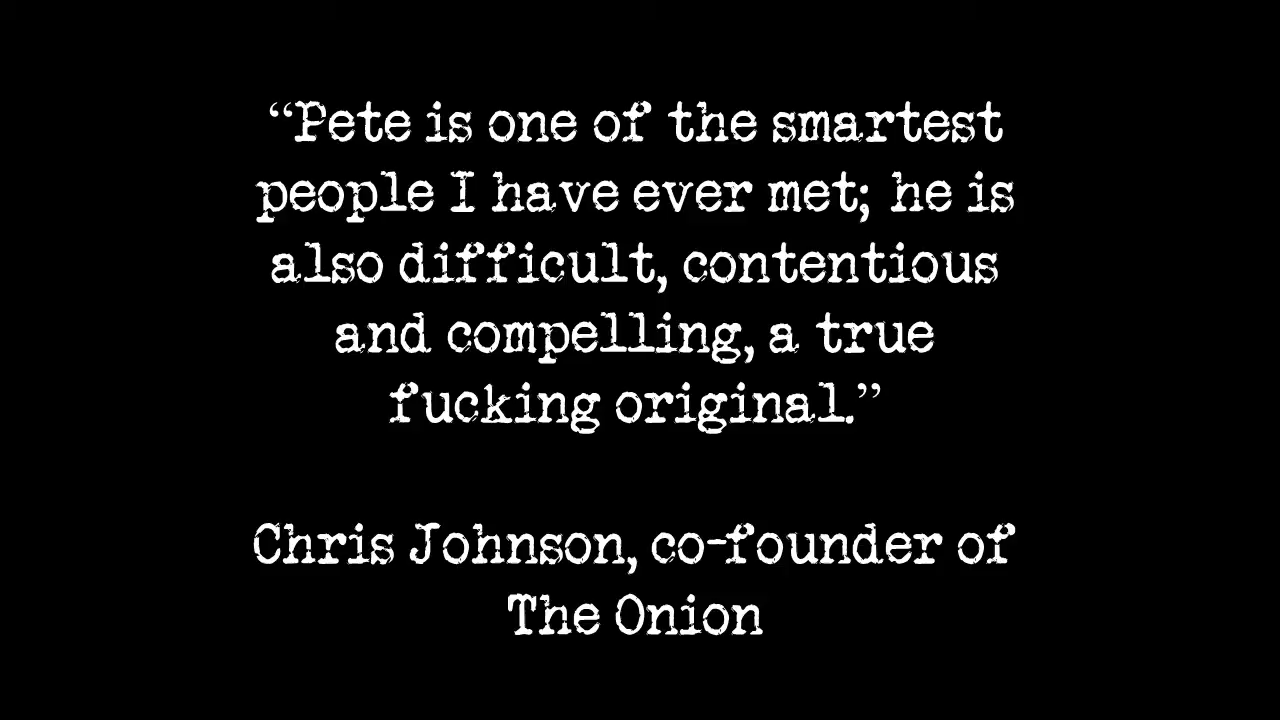 “Pete is one of the smartest
people I have ever met; he is
also difficult, contentious
and compelling, a true
fucking original.”
Chris Johnson, co-founder of
The Onion